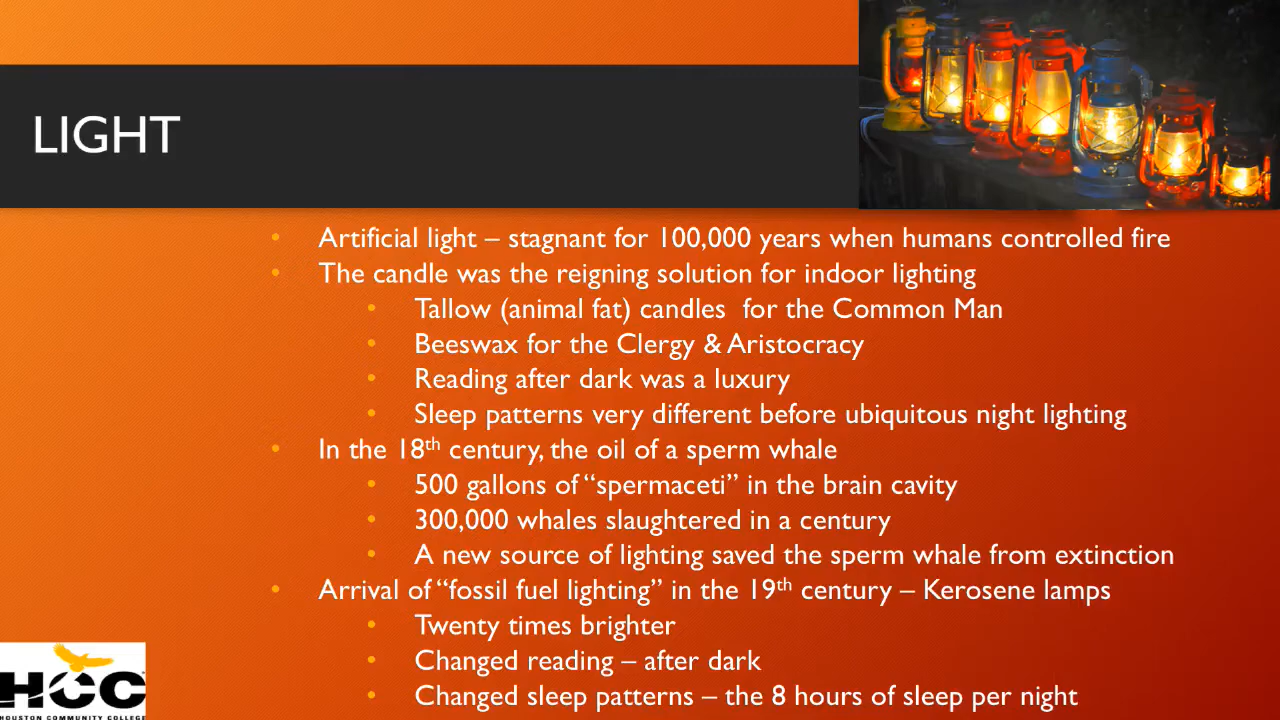 LIGHT
• Artificial light – stagnant for 100,000 years when humans controlled fire
• The candle was the reigning solution for indoor lighting
• Tallow (animal fat) candles for the Common Man
• Beeswax for the Clergy & Aristocracy
• Reading after dark was a luxury
• Sleep patterns very different before ubiquitous night lighting
• In the 18th century, the oil of a sperm whale
• 500 gallons of “spermaceti” in the brain cavity
• 300,000 whales slaughtered in a century
• A new source of lighting saved the sperm whale from extinction
• Arrival of “fossil fuel lighting” in the 19th century – Kerosene lamps
• Twenty times brighter
• Changed reading – after dark
• Changed sleep patterns – the 8 hours of sleep per night
HCC
HOUSTON COMMUNITY COLLEGE